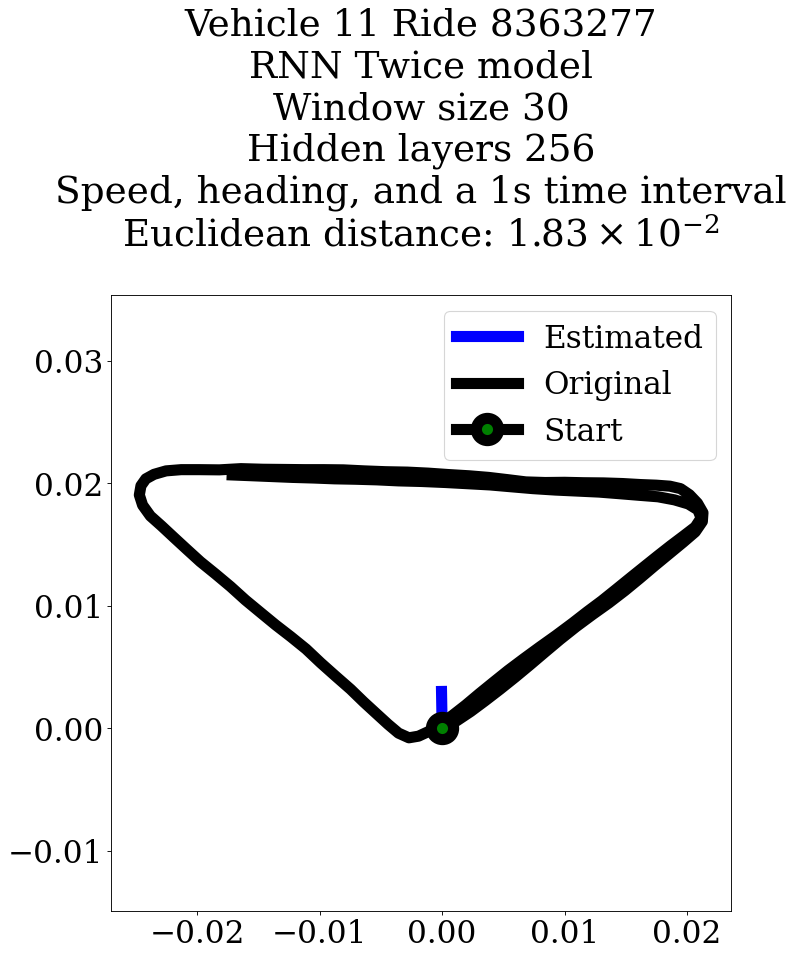 Vehicle 11 Ride 8363277
RNN Twice model
Window size 30
Hidden layers 256
Speed, heading, and a 1s time interval
Euclidean distance: 1.83 × 10⁻²
Estimated
Original
Start
0.03
0.02
0.01
0.00
−0.01
−0.02 −0.01 0.00 0.01 0.02